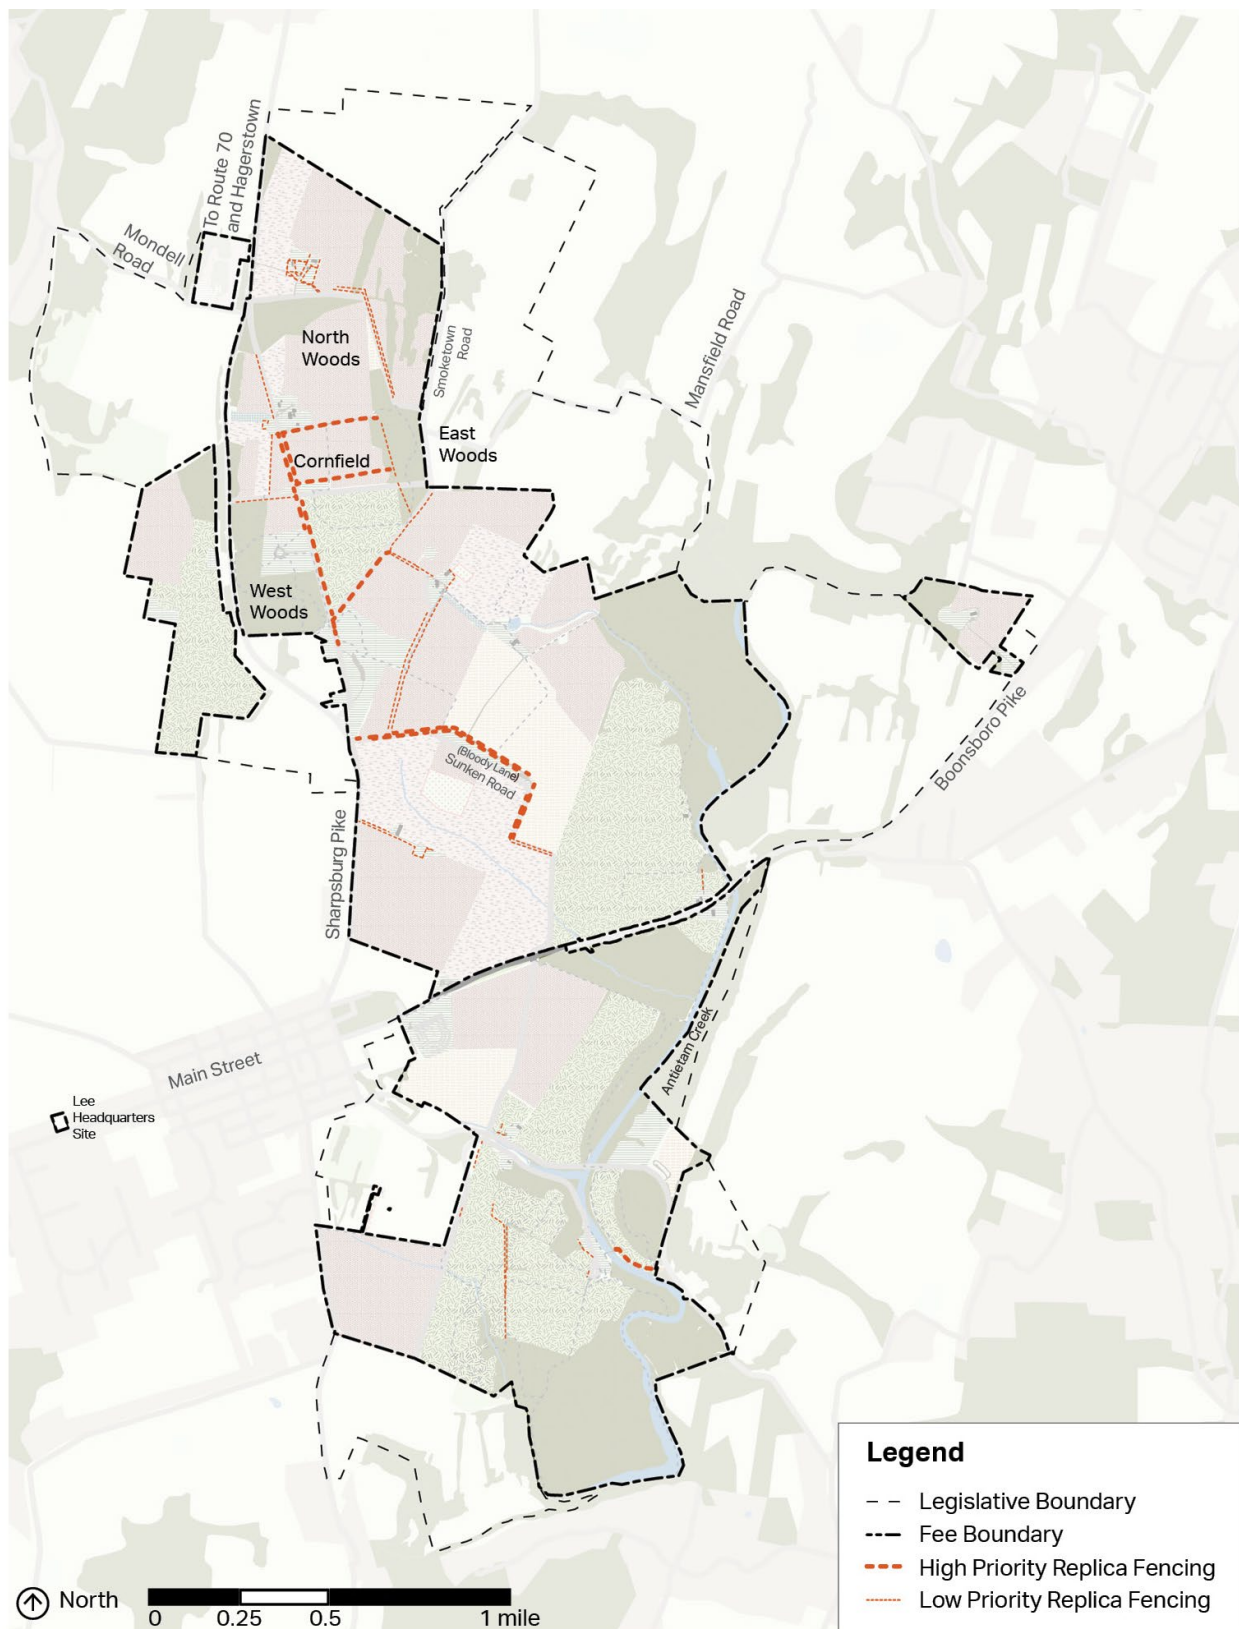 To Route 70
and Hagerstown
Mondell
Road
North
Woods
Smoketown
Road
Mansfield Road
East
Woods
Cornfield
West
Woods
Boonsboro Pike
(Bloody Lane)
Sunken Road
Sharpsburg Pike
Antietam Creek
Main Street
Lee
Headquarters
Site
Legend
Legislative Boundary
Fee Boundary
High Priority Replica Fencing
Low Priority Replica Fencing
North
0 0.25 0.5 1 mile